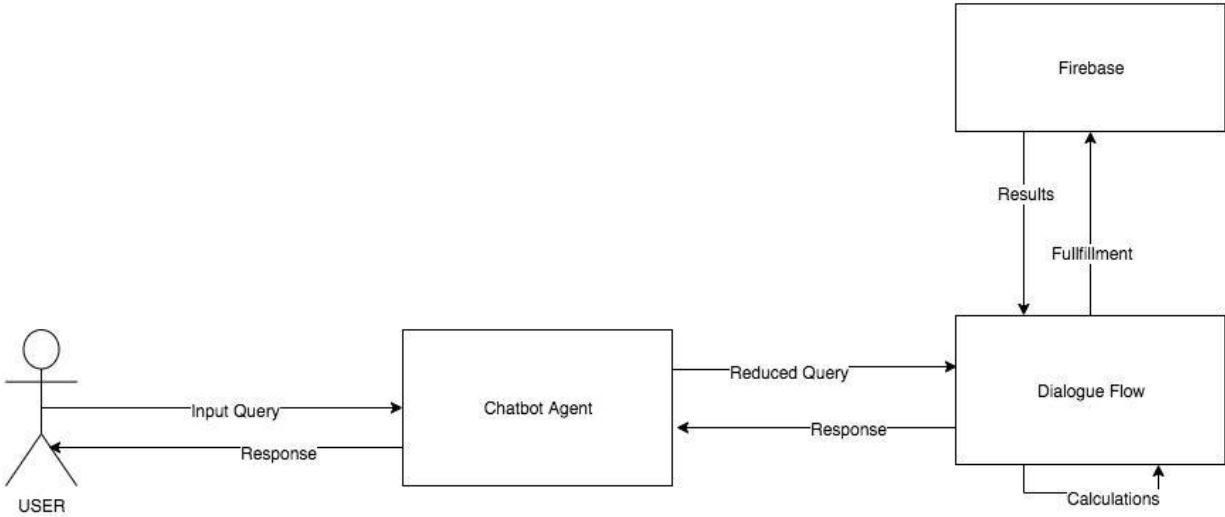 Firebase
Results
Fullfillment
Reduced Query
Dialogue Flow
Input Query
Chatbot Agent
Response
Response
Calculations
USER